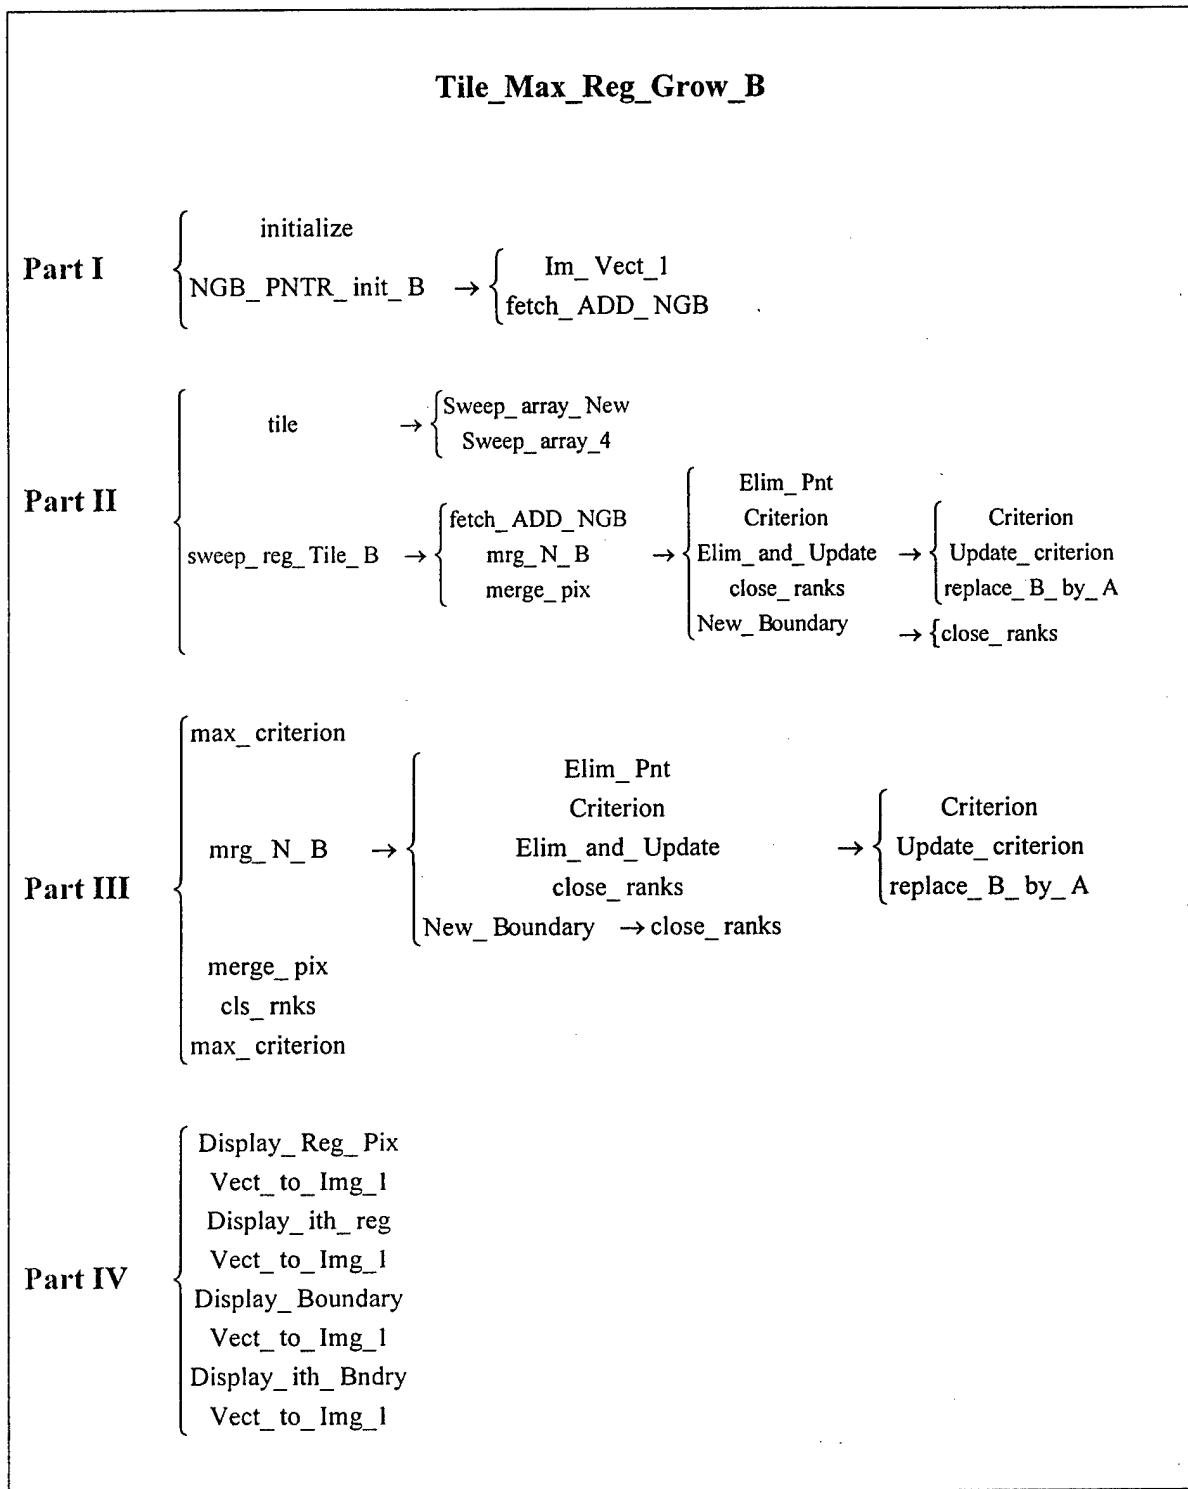 Tile_Max_Reg_Grow_B
Part I
initialize
NGB_PNTR_init_B → Im_Vect_1
fetch_ADD_NGB
Part II
tile → Sweep_array_New
Sweep_array_4
sweep_reg_Tile_B → fetch_ADD_NGB
mrg_N_B →
merge_pix
Elim_Pnt
Criterion
Elim_and_Update →
close_ranks
New_Boundary → {close_ranks
Criterion
Update_criterion
replace_B_by_A
Part III
max_criterion
mrg_N_B →
Elim_Pnt
Criterion
Elim_and_Update →
close_ranks
New_Boundary → close_ranks
Criterion
Update_criterion
replace_B_by_A
merge_pix
cls_rnks
max_criterion
Part IV
Display_Reg_Pix
Vect_to_Img_1
Display_ith_reg
Vect_to_Img_1
Display_Boundary
Vect_to_Img_1
Display_ith_Bndry
Vect_to_Img_1